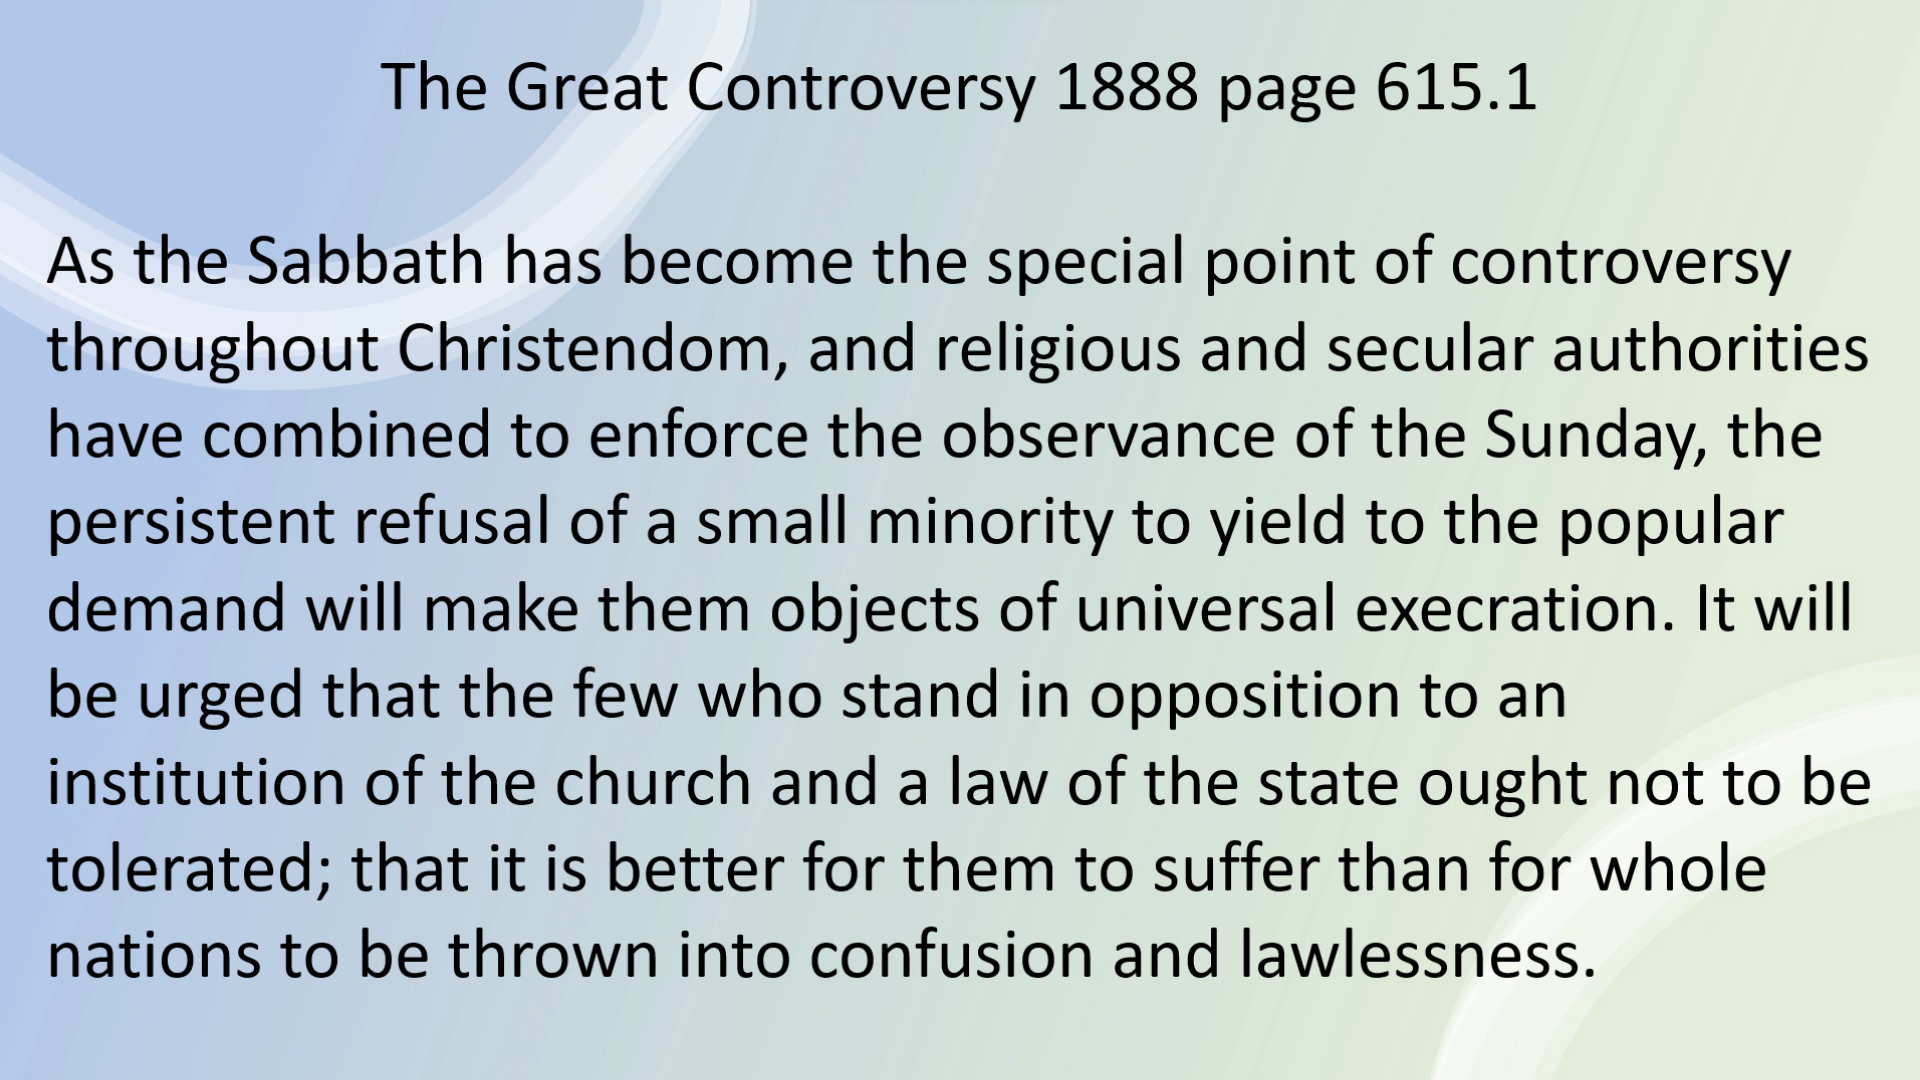 The Great Controversy 1888 page 615.1
As the Sabbath has become the special point of controversy
throughout Christendom, and religious and secular authorities
have combined to enforce the observance of the Sunday, the
persistent refusal of a small minority to yield to the popular
demand will make them objects of universal execration. It will
be urged that the few who stand in opposition to an
institution of the church and a law of the state ought not to be
tolerated; that it is better for them to suffer than for whole
nations to be thrown into confusion and lawlessness.